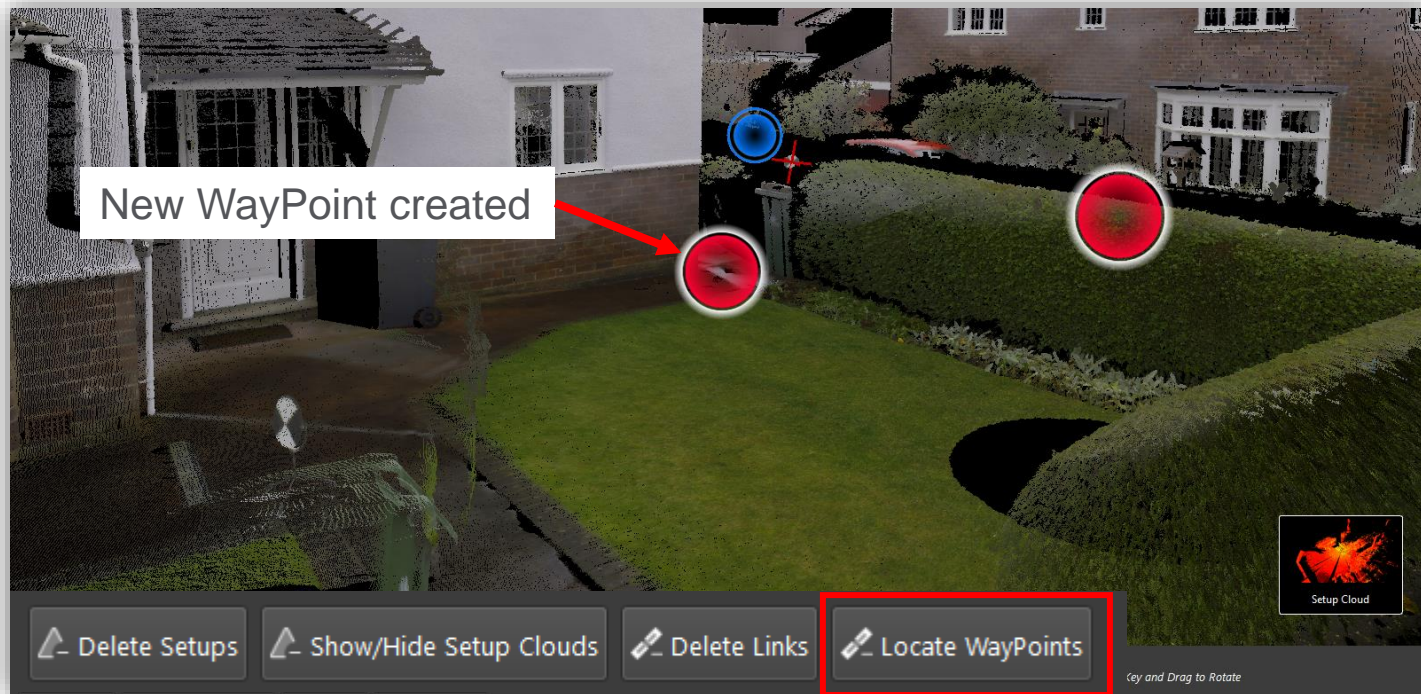 New WayPoint created
Setup Cloud
Delete Setups
Show/Hide Setup Clouds
Delete Links
Locate WayPoints
Key and Drag to Rotate